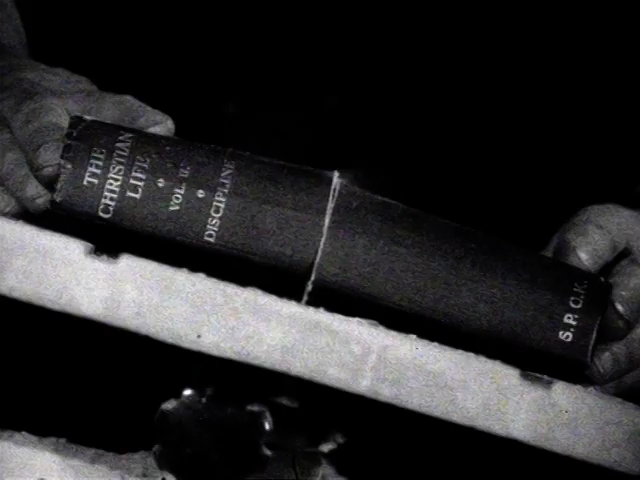 THE
CHRISTIAN
LIFE
VOL. II.
DISCIPLINE
S.P.C.K.